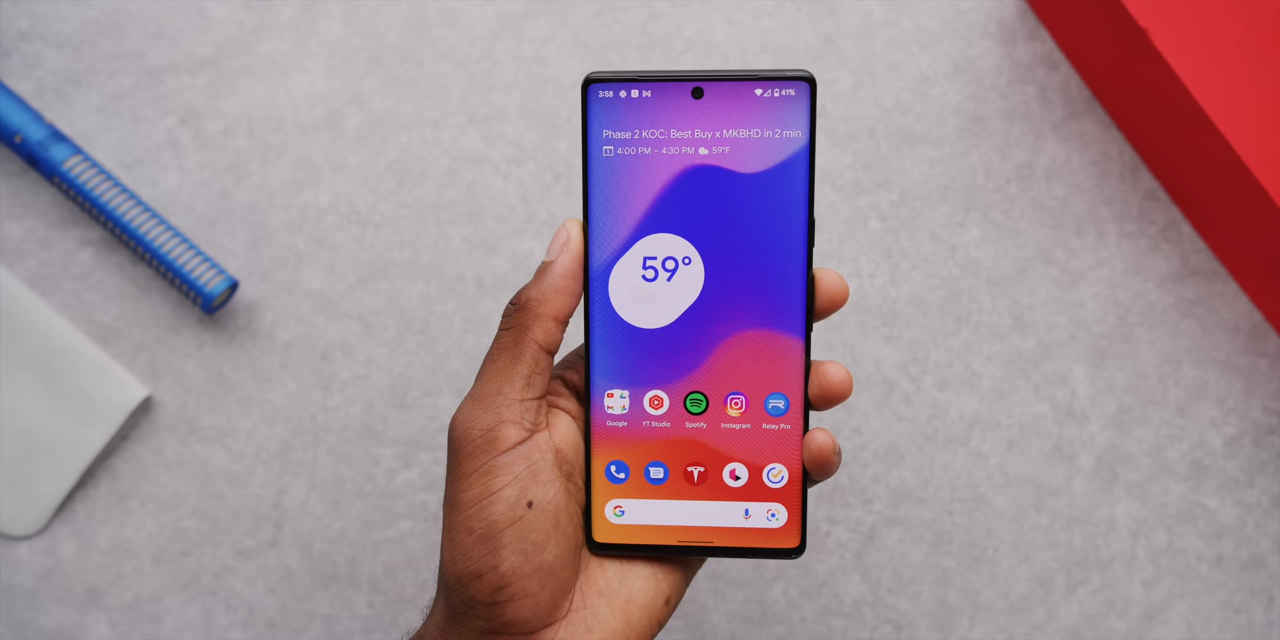 3:58 41%
Phase 2 KOC: Best Buy x MKBHD in 2 min
4:00 PM – 4:30 PM 59°F
59°
Google YT Studio Spotify Instagram Relay Pro